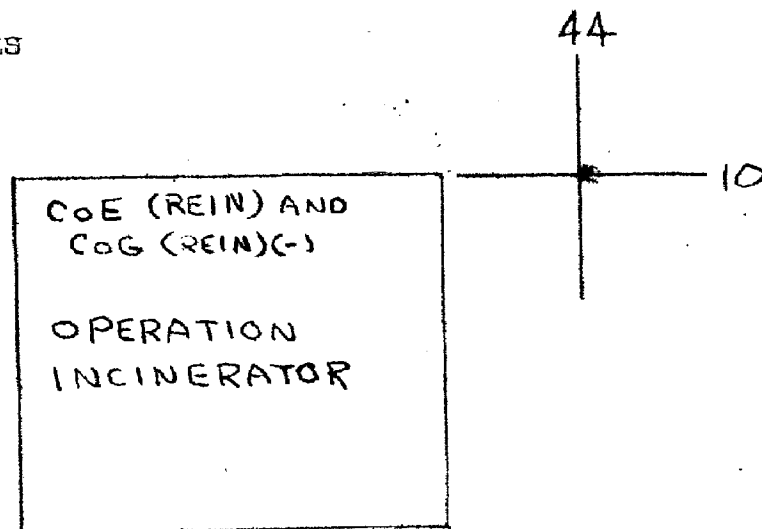 44
10
CoE (REIN) AND
CoG (REIN)(-)
OPERATION
INCINERATOR